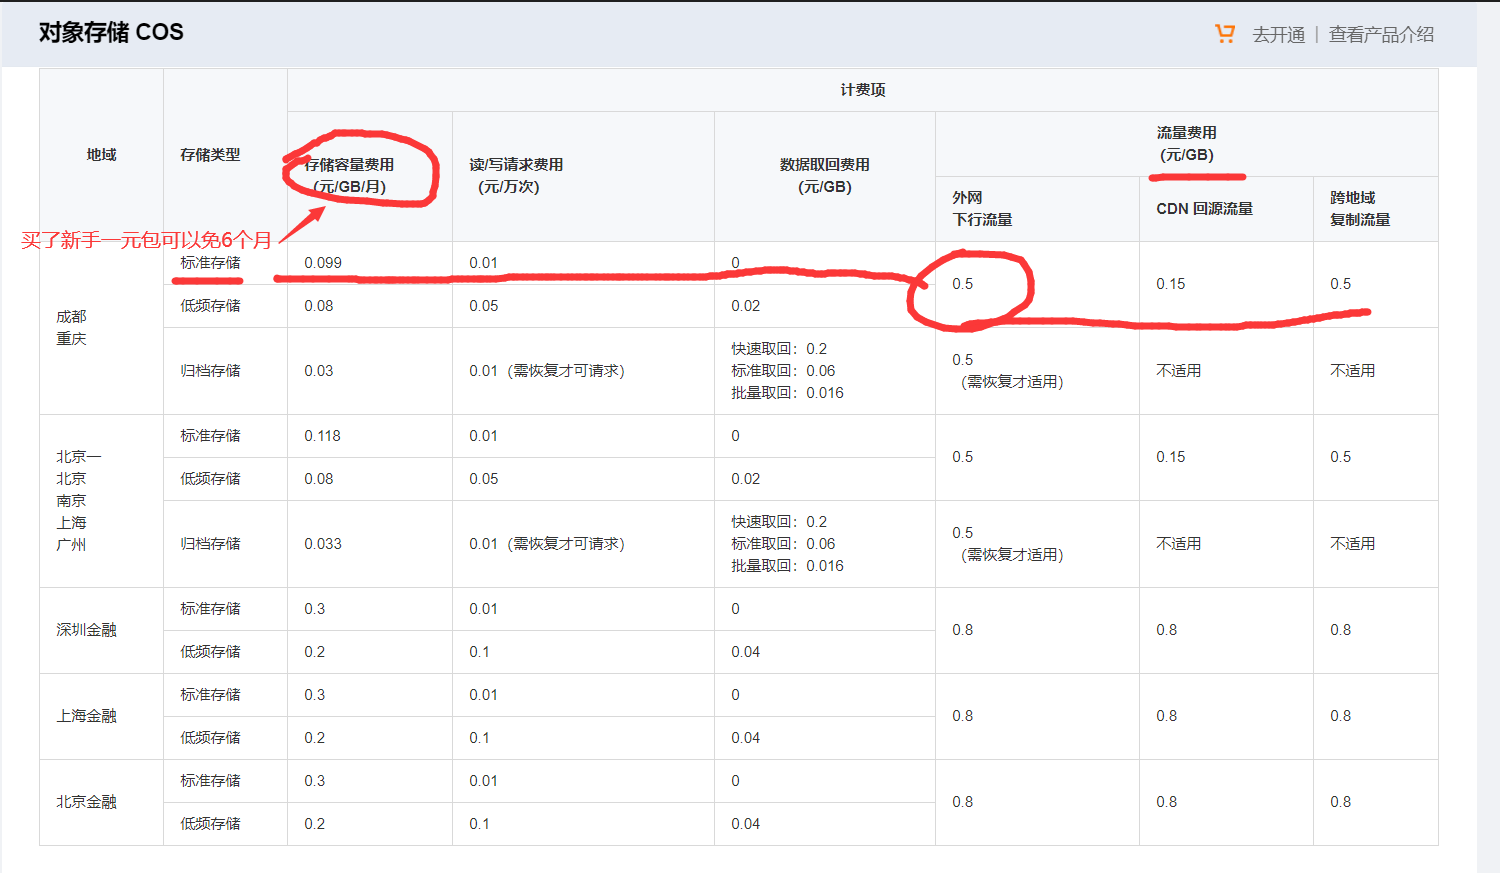 对象存储 COS
去开通 | 查看产品介绍
地域
存储类型
计费项
存储容量费用
(元/GB/月)
读/写请求费用
(元/万次)
数据取回费用
(元/GB)
流量费用
(元/GB)
外网
下行流量
CDN 回源流量
跨地域
复制流量
买了新手一元包可以免6个月
成都
重庆
标准存储
0.099
0.01
0
0.5
0.15
0.5
低频存储
0.08
0.05
0.02
归档存储
0.03
0.01（需恢复才可请求）
快速取回：0.2
标准取回：0.06
批量取回：0.016
0.5
（需恢复才适用）
不适用
不适用
北京一
北京
南京
上海
广州
标准存储
0.118
0.01
0
0.5
0.15
0.5
低频存储
0.08
0.05
0.02
归档存储
0.033
0.01（需恢复才可请求）
快速取回：0.2
标准取回：0.06
批量取回：0.016
0.5
（需恢复才适用）
不适用
不适用
深圳金融
标准存储
0.3
0.01
0
0.8
0.8
0.8
低频存储
0.2
0.1
0.04
上海金融
标准存储
0.3
0.01
0
0.8
0.8
0.8
低频存储
0.2
0.1
0.04
北京金融
标准存储
0.3
0.01
0
0.8
0.8
0.8
低频存储
0.2
0.1
0.04